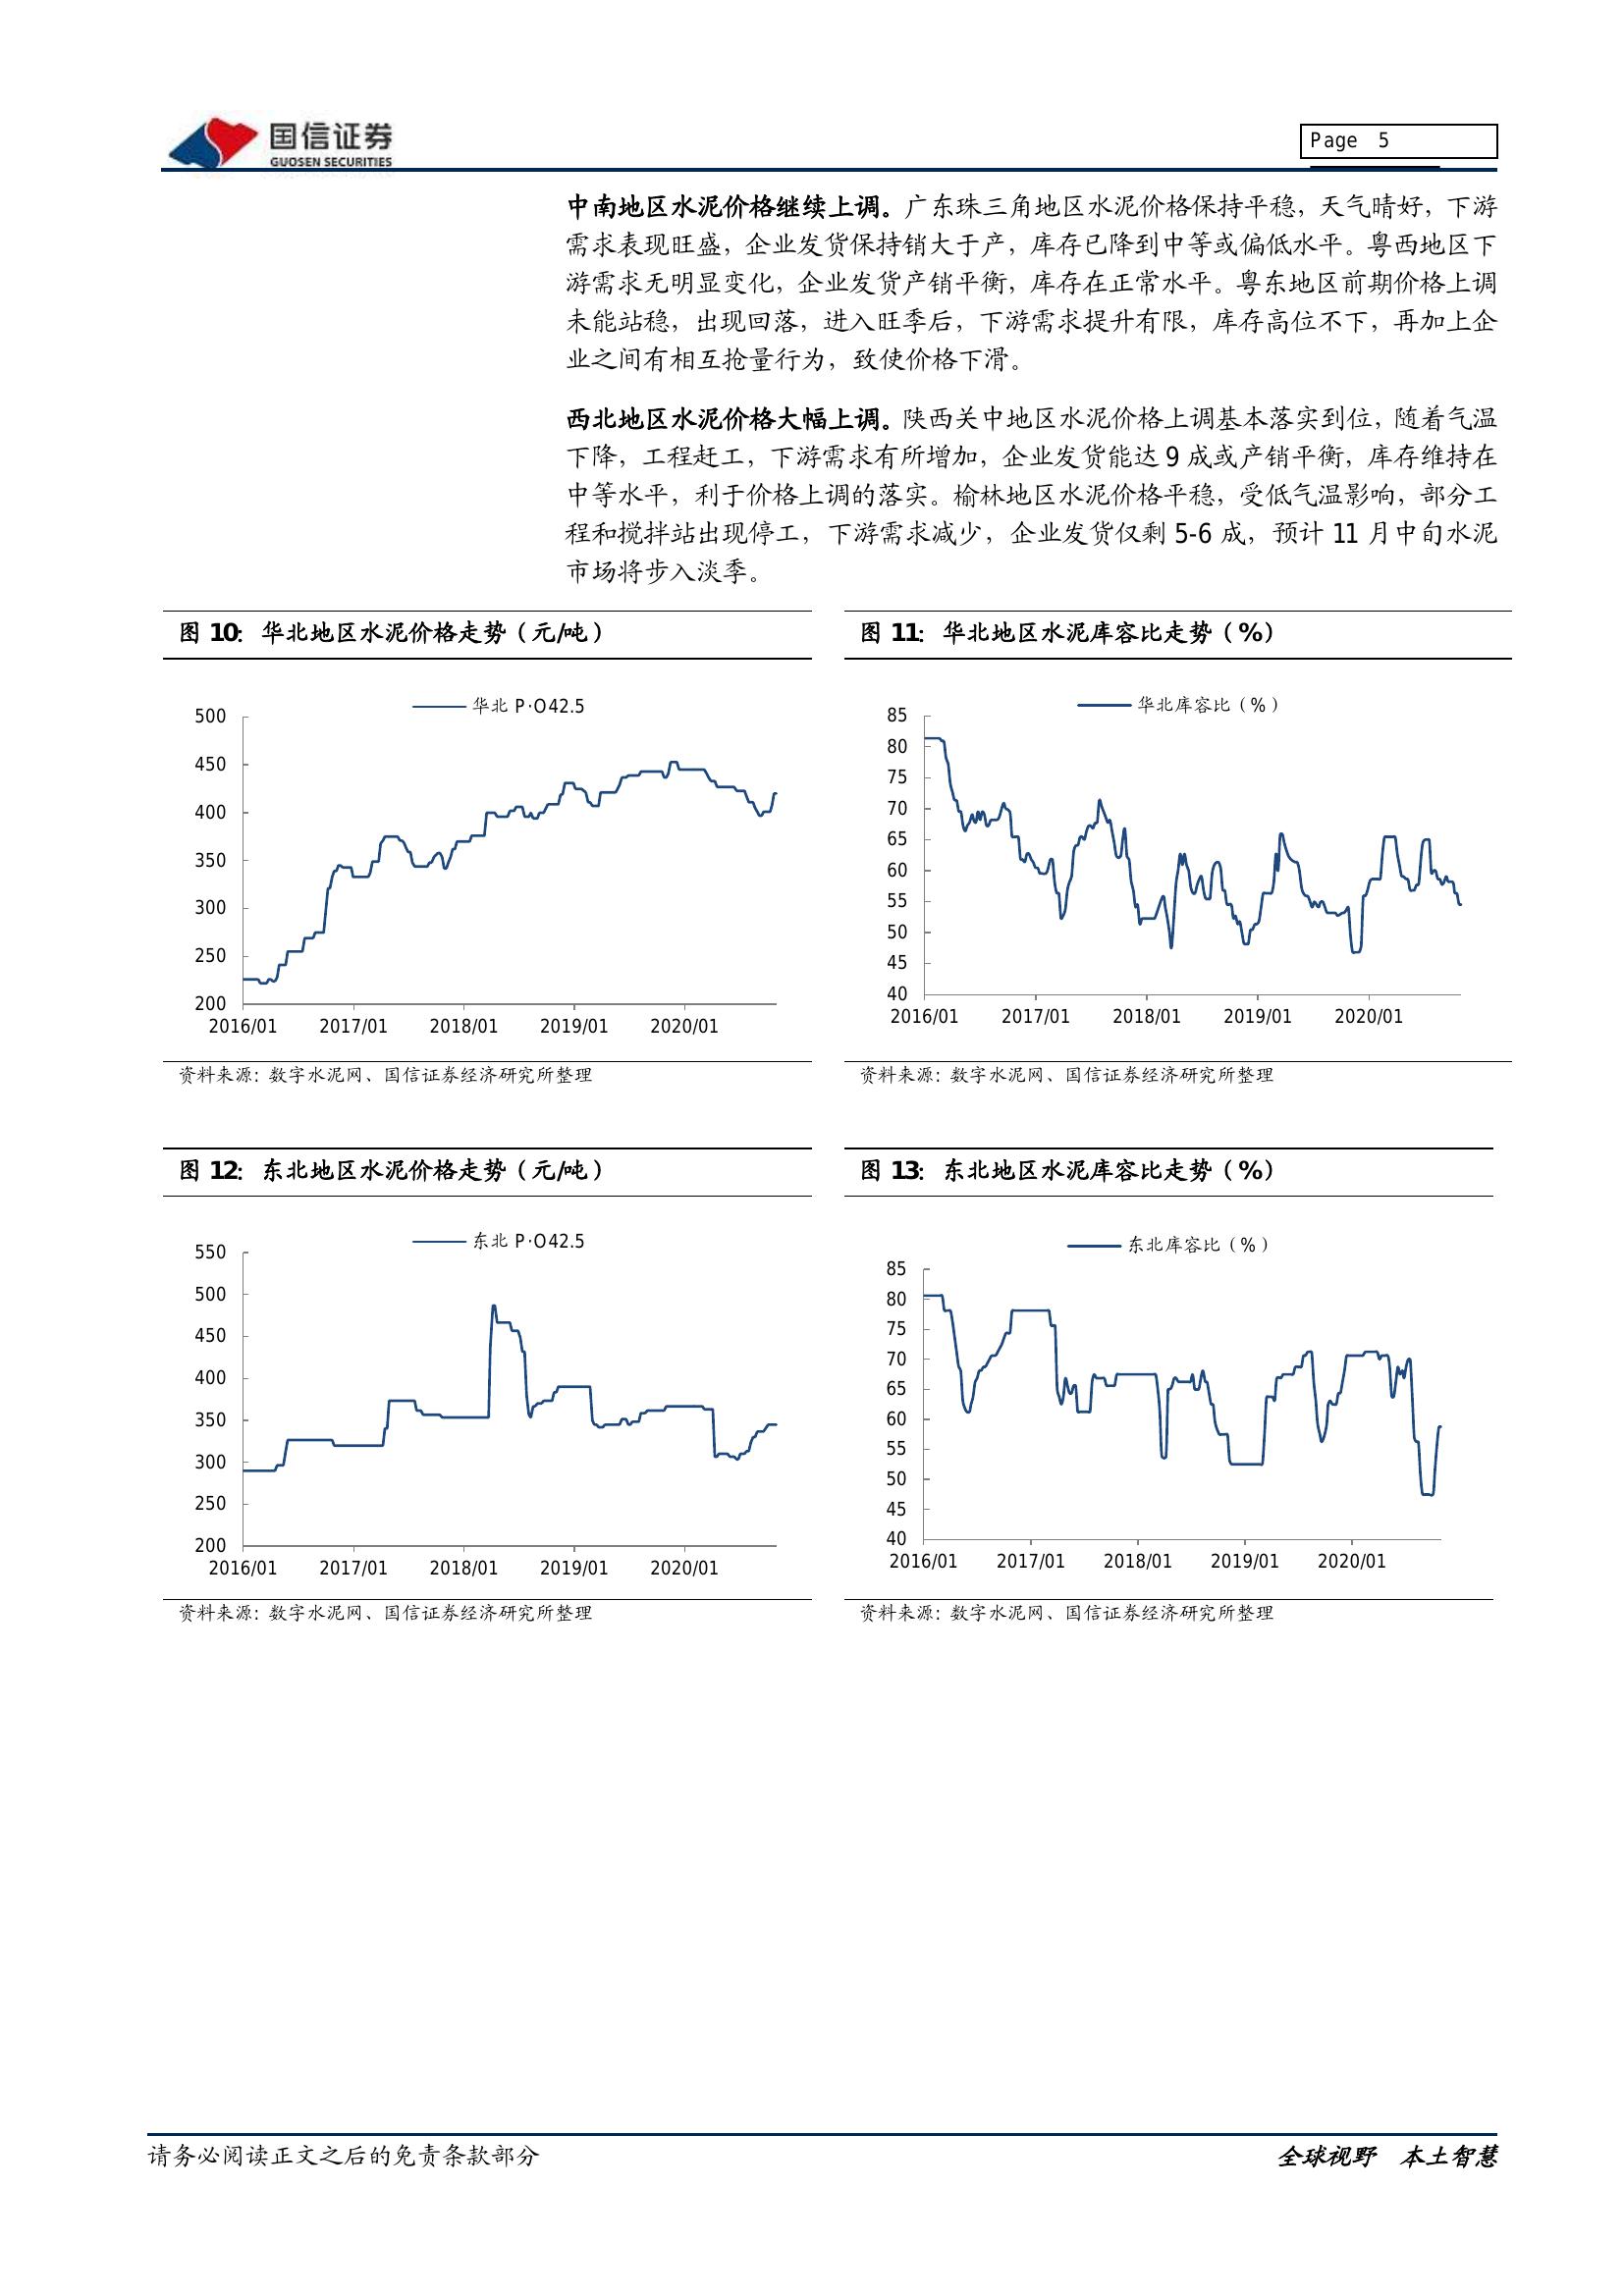 国信证券
GUOSEN SECURITIES
Page 5
中南地区水泥价格继续上调。广东珠三角地区水泥价格保持平稳，天气晴好，下游
需求表现旺盛，企业发货保持销大于产，库存已降到中等或偏低水平。粤西地区下
游需求无明显变化，企业发货产销平衡，库存在正常水平。粤东地区前期价格上调
未能站稳，出现回落，进入旺季后，下游需求提升有限，库存高位不下，再加上企
业之间有相互抢量行为，致使价格下滑。
西北地区水泥价格大幅上调。陕西关中地区水泥价格上调基本落实到位，随着气温
下降，工程赶工，下游需求有所增加，企业发货能达 9 成或产销平衡，库存维持在
中等水平，利于价格上调的落实。榆林地区水泥价格平稳，受低气温影响，部分工
程和搅拌站出现停工，下游需求减少，企业发货仅剩 5-6 成，预计 11 月中旬水泥
市场将步入淡季。
图 10：华北地区水泥价格走势（元/吨）
华北 P·O42.5
500
450
400
350
300
250
200
2016/01 2017/01 2018/01 2019/01 2020/01
资料来源：数字水泥网、国信证券经济研究所整理
图 11：华北地区水泥库容比走势（%）
华北库容比（%）
85
80
75
70
65
60
55
50
45
40
2016/01 2017/01 2018/01 2019/01 2020/01
资料来源：数字水泥网、国信证券经济研究所整理
图 12：东北地区水泥价格走势（元/吨）
东北 P·O42.5
550
500
450
400
350
300
250
200
2016/01 2017/01 2018/01 2019/01 2020/01
资料来源：数字水泥网、国信证券经济研究所整理
图 13：东北地区水泥库容比走势（%）
东北库容比（%）
85
80
75
70
65
60
55
50
45
40
2016/01 2017/01 2018/01 2019/01 2020/01
资料来源：数字水泥网、国信证券经济研究所整理
请务必阅读正文之后的免责条款部分
全球视野 本土智慧